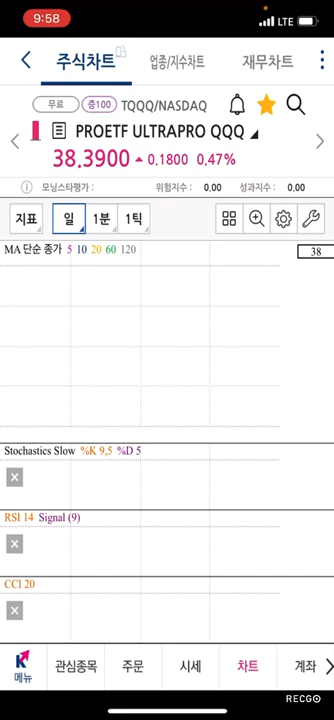 9:58
LTE
주식차트
업종/지수차트
재무차트
무료
증100
TQQQ/NASDAQ
PROETF ULTRAPRO QQQ
38.3900 0.1800 0.47%
모닝스타평가 : 위험지수 : 0.00 성과지수 : 0.00
지표 일 1분 1틱
MA 단순 종가 5 10 20 60 120
38
Stochastics Slow %K 9,5 %D 5
RSI 14 Signal (9)
CCI 20
메뉴 관심종목 주문 시세 차트 계좌
RECGO